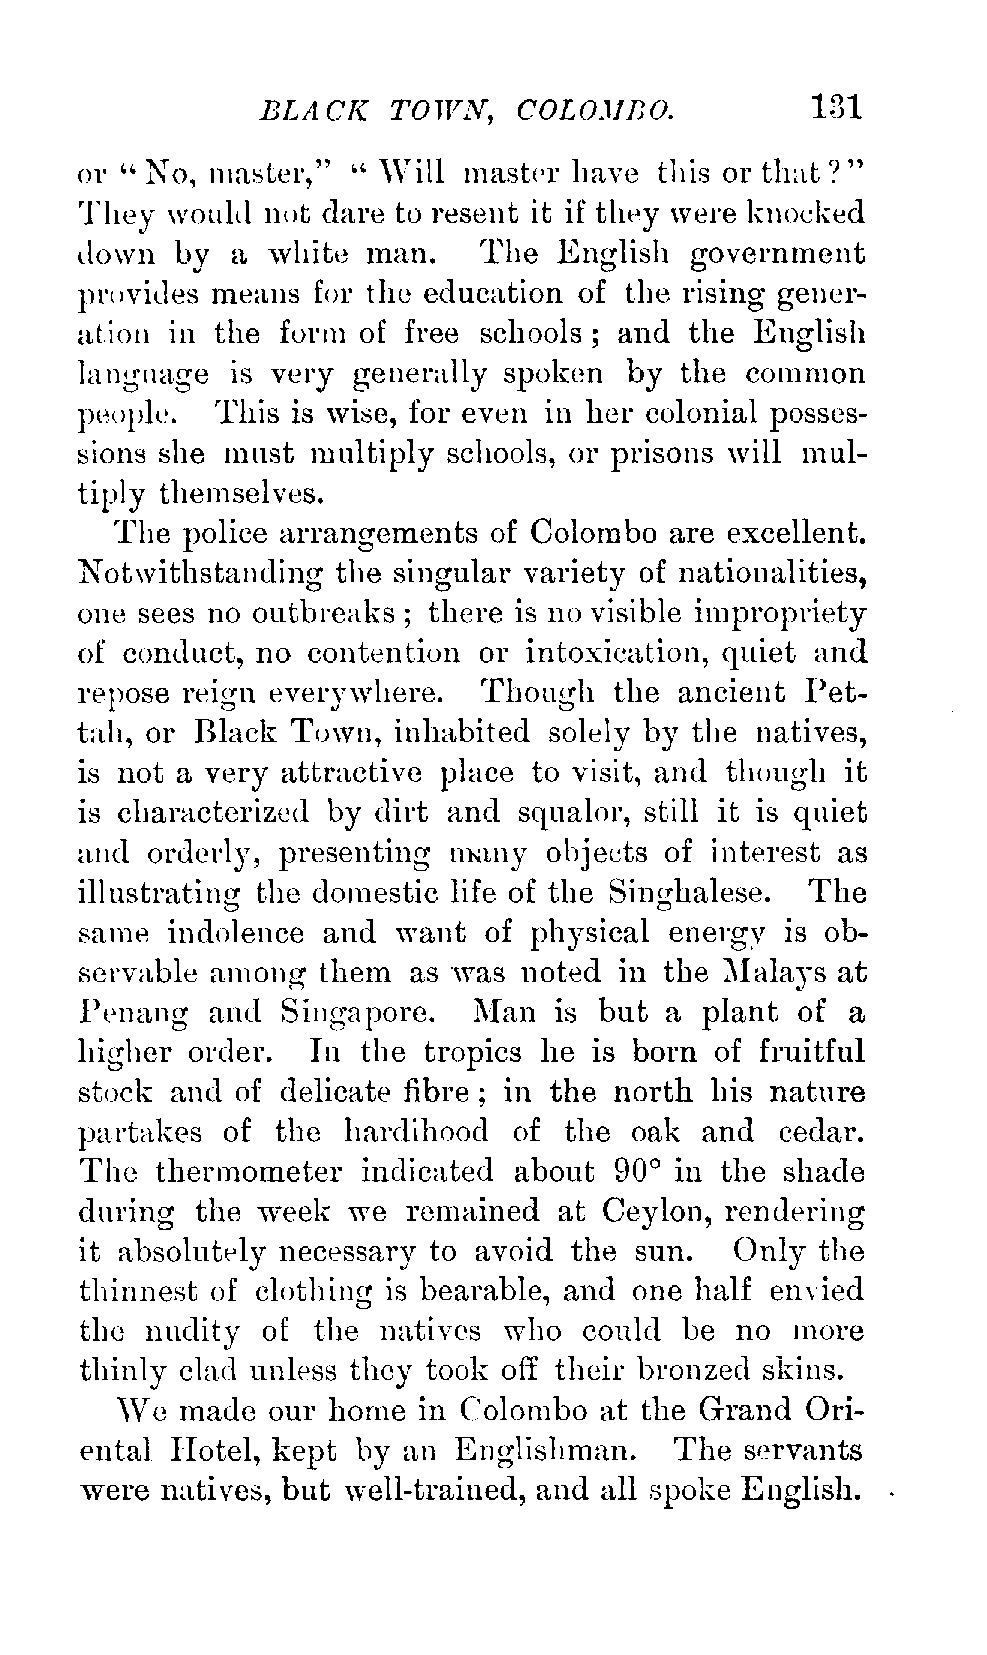 BLACK TOWN, COLOMBO. 131
or “ No, master,” “ Will master have this or that ? ”
They would not dare to resent it if they were knocked
down by a white man. The English government
provides means for the education of the rising gener-
ation in the form of free schools ; and the English
language is very generally spoken by the common
people. This is wise, for even in her colonial posses-
sions she must multiply schools, or prisons will mul-
tiply themselves.
The police arrangements of Colombo are excellent.
Notwithstanding the singular variety of nationalities,
one sees no outbreaks ; there is no visible impropriety
of conduct, no contention or intoxication, quiet and
repose reign everywhere. Though the ancient Pet-
tah, or Black Town, inhabited solely by the natives,
is not a very attractive place to visit, and though it
is characterized by dirt and squalor, still it is quiet
and orderly, presenting many objects of interest as
illustrating the domestic life of the Singhalese. The
same indolence and want of physical energy is ob-
servable among them as was noted in the Malays at
Penang and Singapore. Man is but a plant of a
higher order. In the tropics he is born of fruitful
stock and of delicate fibre ; in the north his nature
partakes of the hardihood of the oak and cedar.
The thermometer indicated about 90° in the shade
during the week we remained at Ceylon, rendering
it absolutely necessary to avoid the sun. Only the
thinnest of clothing is bearable, and one half envied
the nudity of the natives who could be no more
thinly clad unless they took off their bronzed skins.
We made our home in Colombo at the Grand Ori-
ental Hotel, kept by an Englishman. The servants
were natives, but well-trained, and all spoke English.